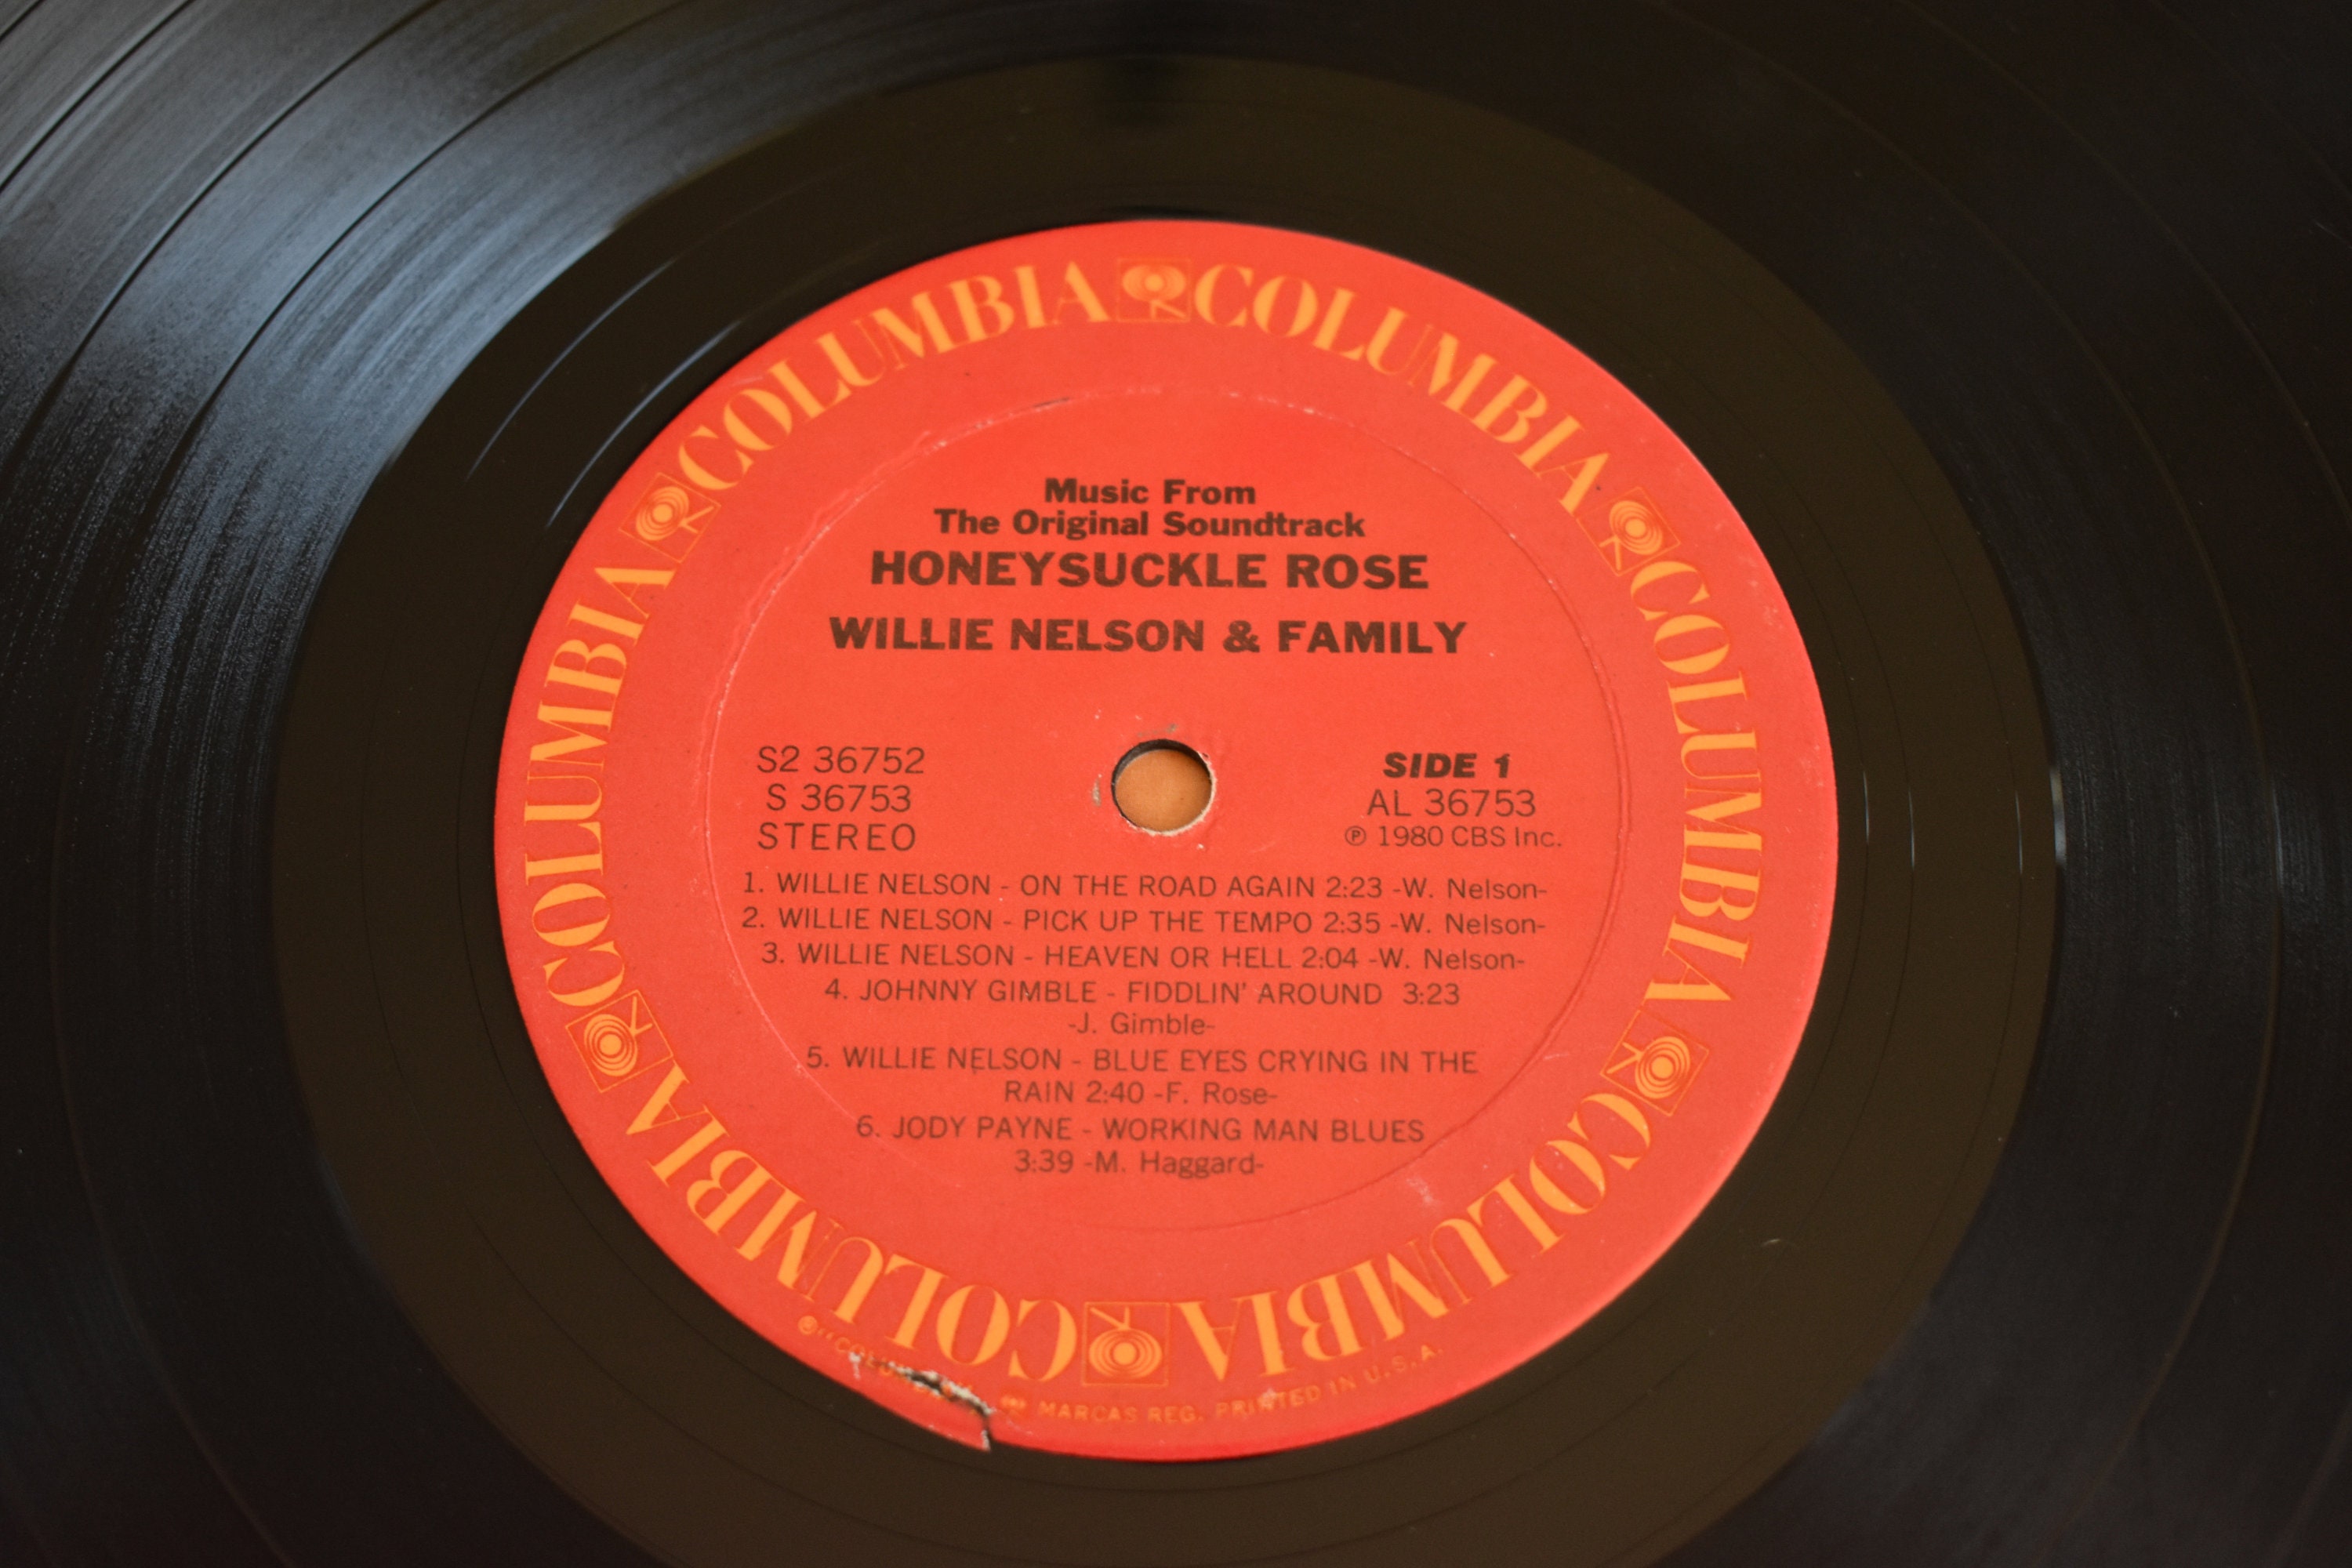 COLUMBIA COLUMBIA COLUMBIA COLUMBIA COLUMBIA COLUMBIA
Music From
The Original Soundtrack
HONEYSUCKLE ROSE
WILLIE NELSON & FAMILY
S2 36752
S 36753
STEREO
SIDE 1
AL 36753
℗ 1980 CBS Inc.
1. WILLIE NELSON - ON THE ROAD AGAIN 2:23 -W. Nelson-
2. WILLIE NELSON - PICK UP THE TEMPO 2:35 -W. Nelson-
3. WILLIE NELSON - HEAVEN OR HELL 2:04 -W. Nelson-
4. JOHNNY GIMBLE - FIDDLIN' AROUND 3:23
-J. Gimble-
5. WILLIE NELSON - BLUE EYES CRYING IN THE
RAIN 2:40 -F. Rose-
6. JODY PAYNE - WORKING MAN BLUES
3:39 -M. Haggard-
MARCAS REG. PRINTED IN U.S.A.